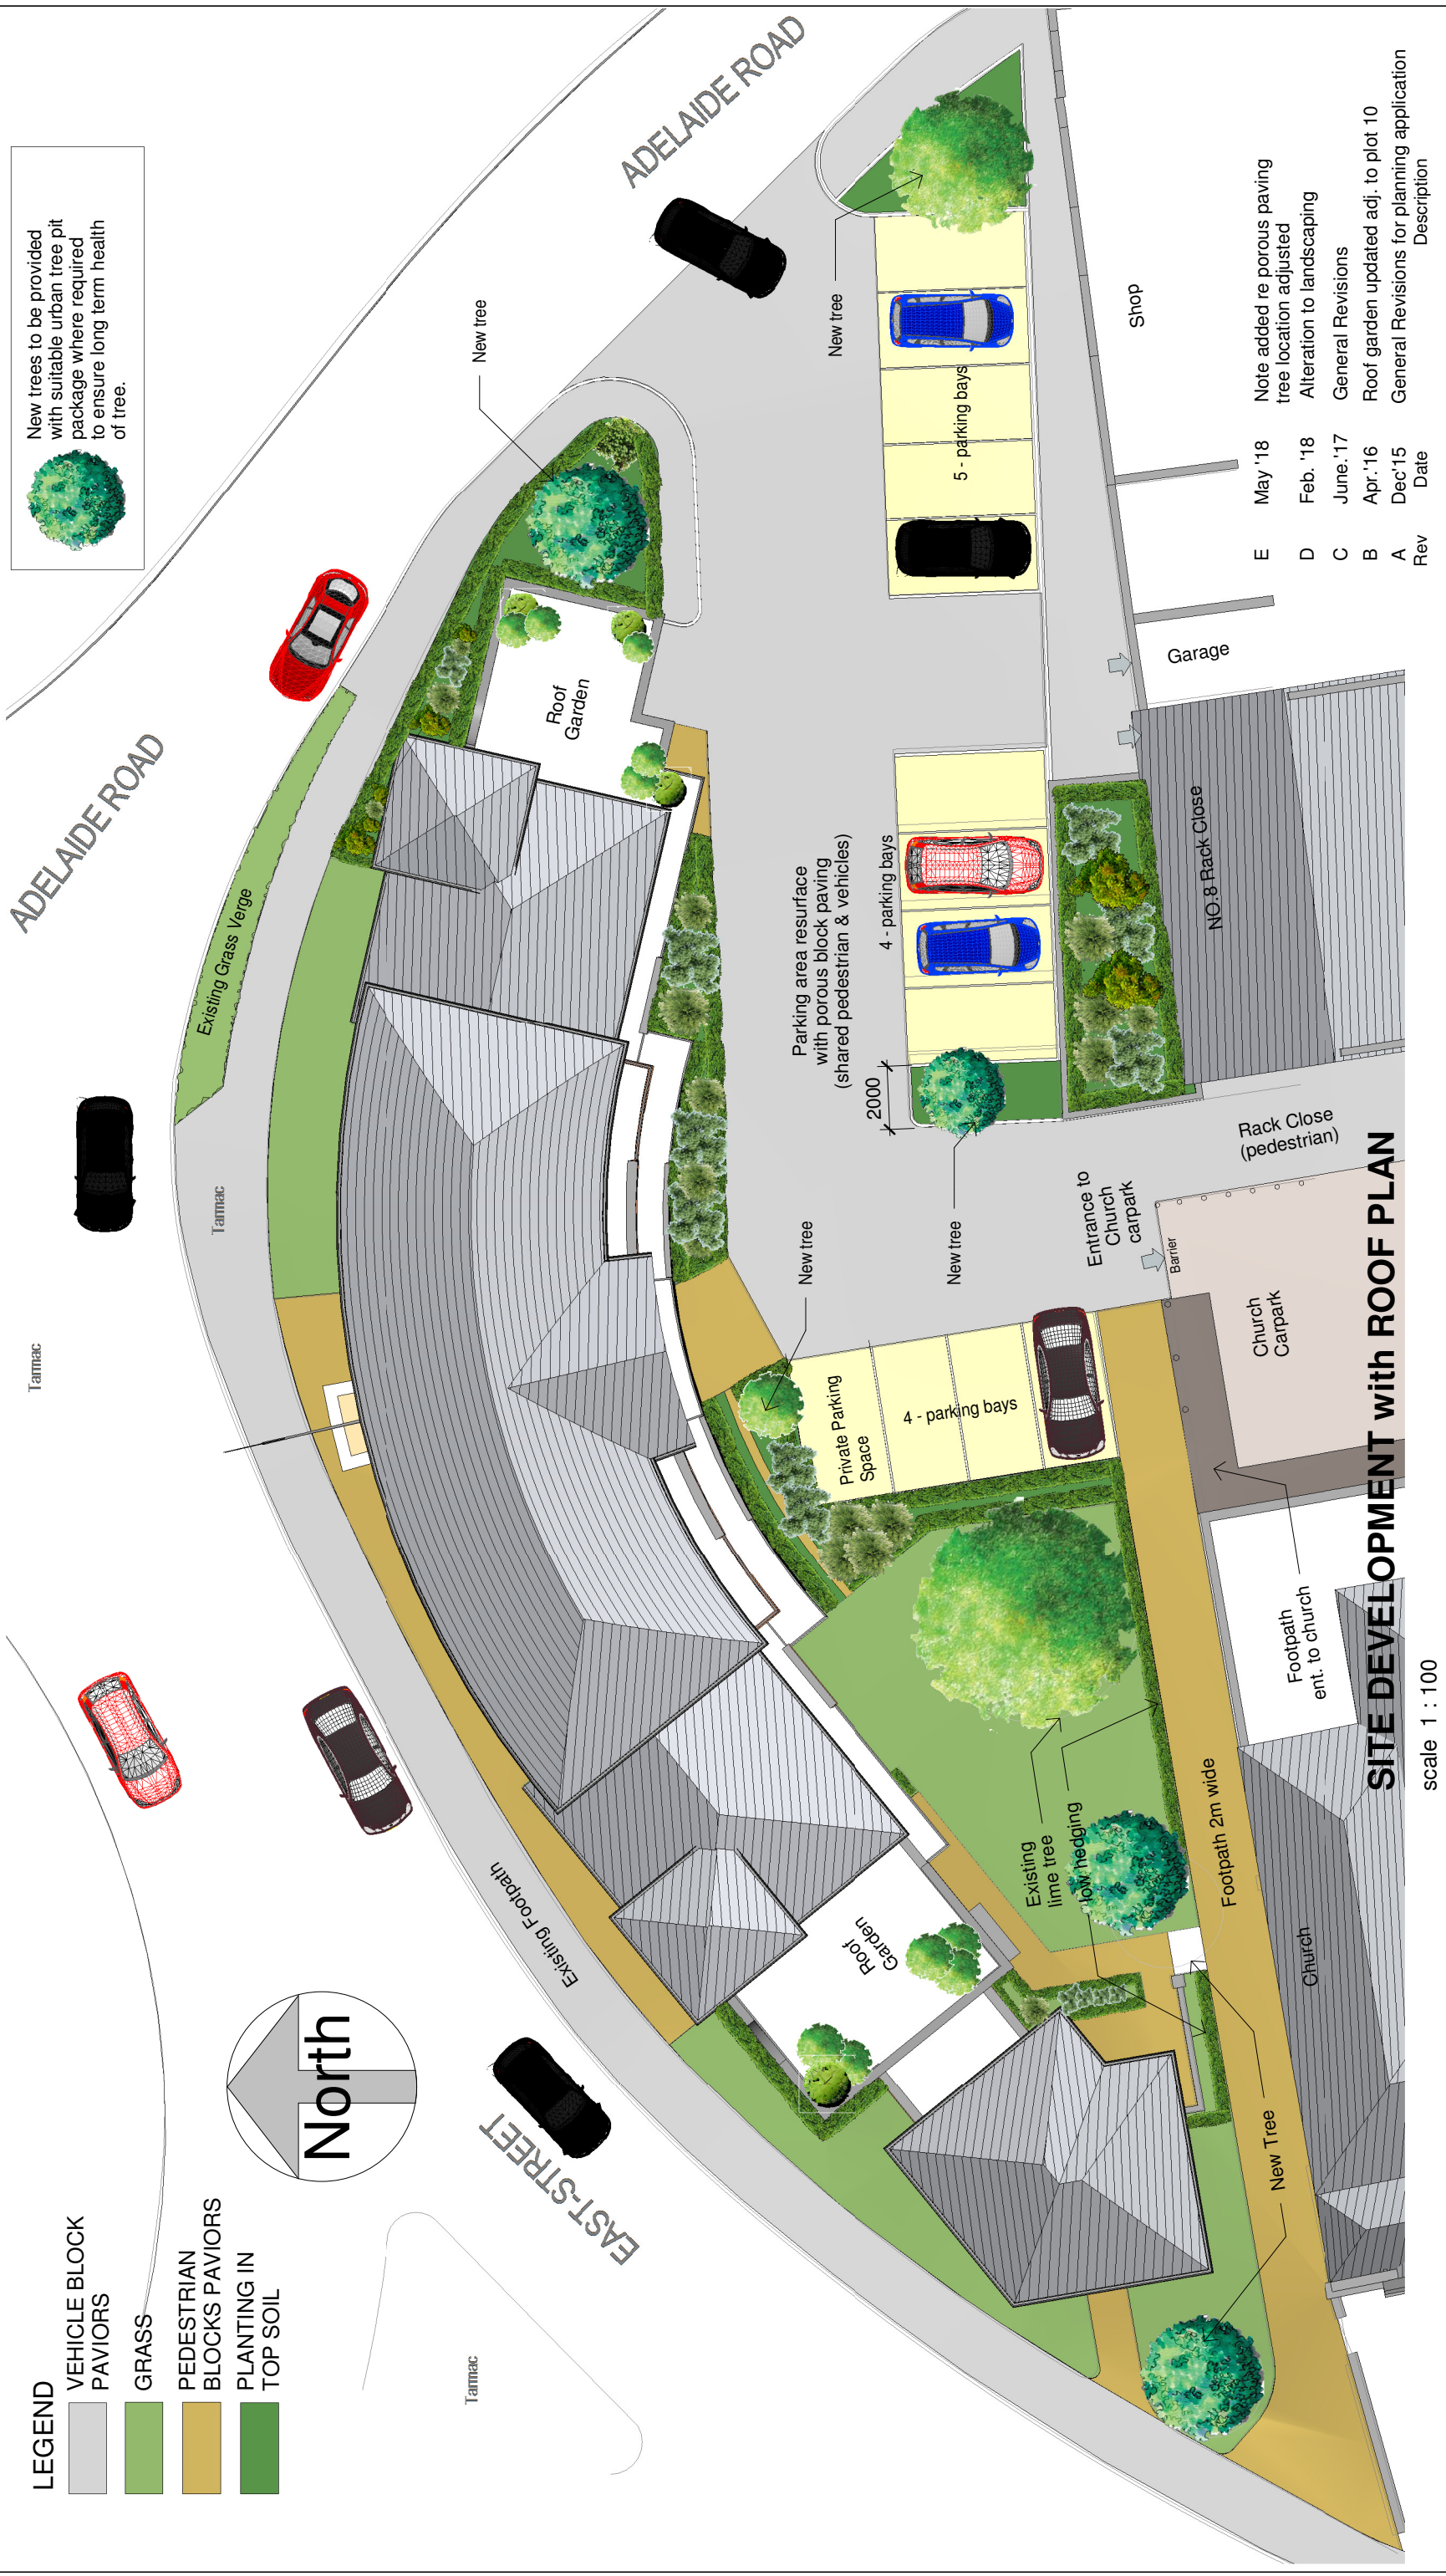 LEGEND
VEHICLE BLOCK
PAVIORS
GRASS
PEDESTRIAN
BLOCKS PAVIORS
PLANTING IN
TOP SOIL
North
New trees to be provided
with suitable urban tree pit
package where required
to ensure long term health
of tree.
Tarmac
Tarmac
Tarmac
ADELAIDE ROAD
ADELAIDE ROAD
EAST-STREET
Existing Footpath
Existing Grass Verge
New tree
New tree
Roof
Garden
Roof
Garden
Parking area resurface
with porous block paving
(shared pedestrian & vehicles)
4 - parking bays
5 - parking bays
2000
New tree
New tree
Private Parking
Space
4 - parking bays
Existing
lime tree
low hedging
Footpath 2m wide
New Tree
Church
Footpath
ent. to church
Church
Carpark
Barrier
Entrance to
Church
carpark
Rack Close
(pedestrian)
NO.8 Rack Close
Garage
Shop
E May '18 Note added re porous paving
tree location adjusted
D Feb. '18 Alteration to landscaping
C June.'17 General Revisions
B Apr.'16 Roof garden updated adj. to plot 10
A Dec'15 General Revisions for planning application
Rev Date Description
SITE DEVELOPMENT with ROOF PLAN
scale 1 : 100